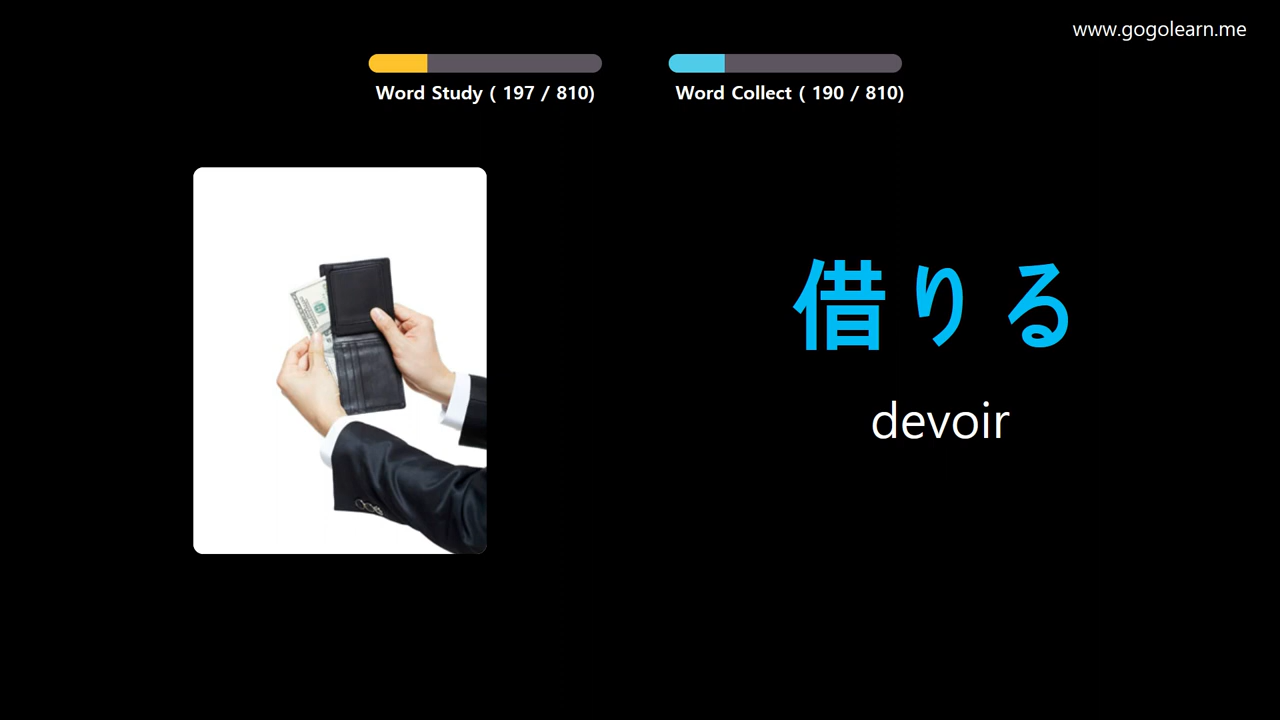 www.gogolearn.me
Word Study ( 197 / 810)
Word Collect ( 190 / 810)
借りる
devoir